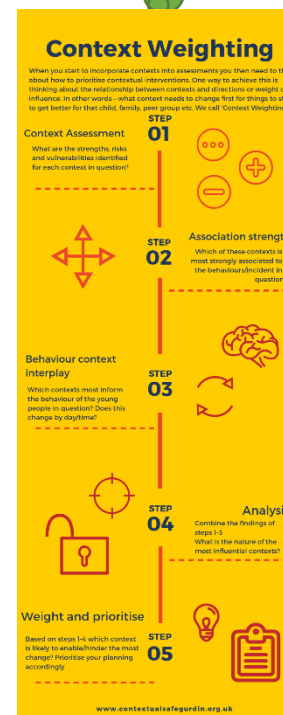 Context Weighting
When you start to incorporate contexts into assessments you then need to th
about how to prioritise contextual interventions. One way to achieve this is
thinking about the relationship between contexts and directions or weight o
influence. In other words – what context needs to change first for things to st
to get better for that child, family, peer group etc. We call 'Context Weightin
STEP
01
Context Assessment
What are the strengths, risks
and vulnerabilities identified
for each context in question?
STEP
02
Association strengt
Which of these contexts is
most strongly associated to
the behaviours/incident in
question
Behaviour context
interplay
Which contexts most inform
the behaviour of the young
people in question? Does this
change by day/time?
STEP
03
STEP
04
Analysi
Combine the findings of
steps 1-3
What is the nature of the
most influential contexts?
Weight and prioritise
Based on steps 1-4 which context
is likely to enable/hinder the most
change? Prioritise your planning
accordingly
STEP
05
www.contextualsafegurdin.org.uk